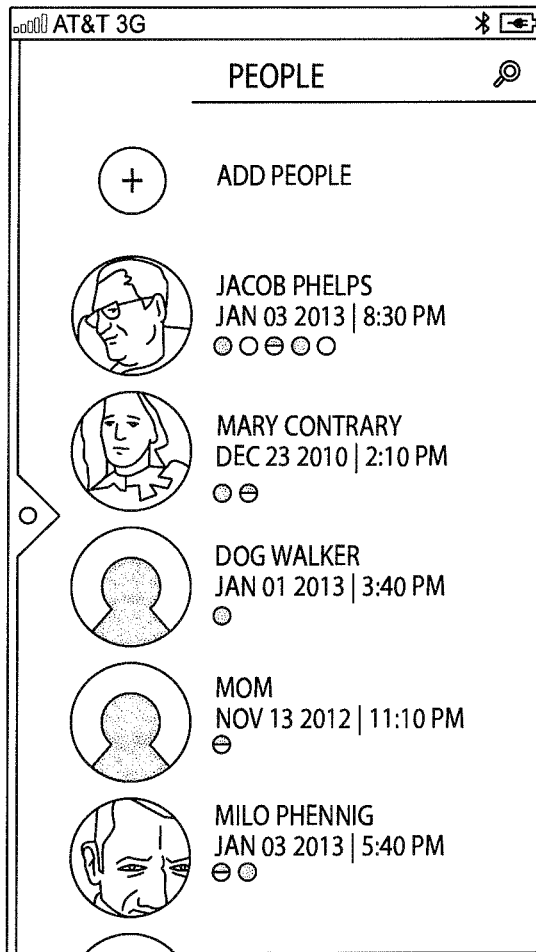 AT&T 3G
PEOPLE
+
ADD PEOPLE
JACOB PHELPS
JAN 03 2013 | 8:30 PM
MARY CONTRARY
DEC 23 2010 | 2:10 PM
DOG WALKER
JAN 01 2013 | 3:40 PM
MOM
NOV 13 2012 | 11:10 PM
MILO PHENNIG
JAN 03 2013 | 5:40 PM